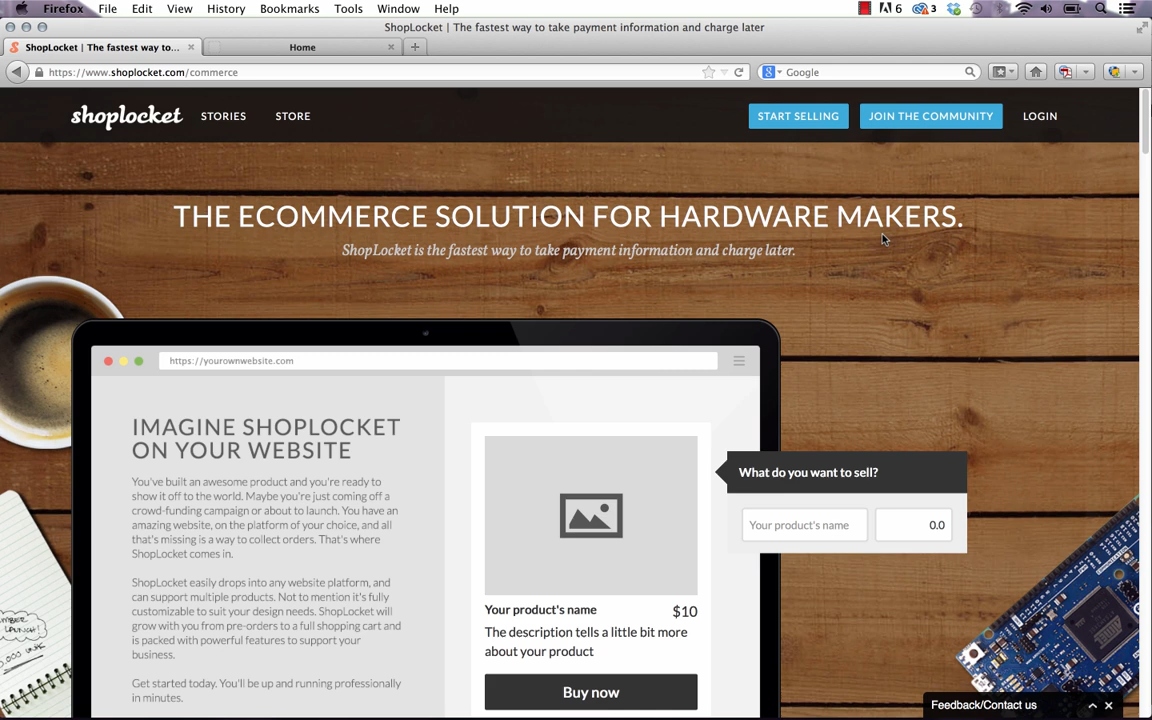 Firefox File Edit View History Bookmarks Tools Window Help 6 3
ShopLocket | The fastest way to take payment information and charge later
ShopLocket | The fastest way to... Home
https://www.shoplocket.com/commerce Google
shoplocket STORIES STORE START SELLING JOIN THE COMMUNITY LOGIN
THE ECOMMERCE SOLUTION FOR HARDWARE MAKERS.
ShopLocket is the fastest way to take payment information and charge later.
https://yourownwebsite.com
IMAGINE SHOPLOCKET
ON YOUR WEBSITE
You've built an awesome product and you're ready to
show it off to the world. Maybe you're just coming off a
crowd-funding campaign or about to launch. You have an
amazing website, on the platform of your choice, and all
that's missing is a way to collect orders. That's where
ShopLocket comes in.
ShopLocket easily drops into any website platform, and
can support multiple products. Not to mention it's fully
customizable to suit your design needs. ShopLocket will
grow with you from pre-orders to a full shopping cart and
is packed with powerful features to support your
business.
Get started today. You'll be up and running professionally
in minutes.
Your product's name $10
The description tells a little bit more
about your product
Buy now
What do you want to sell?
Your product's name 0.0
Feedback/Contact us